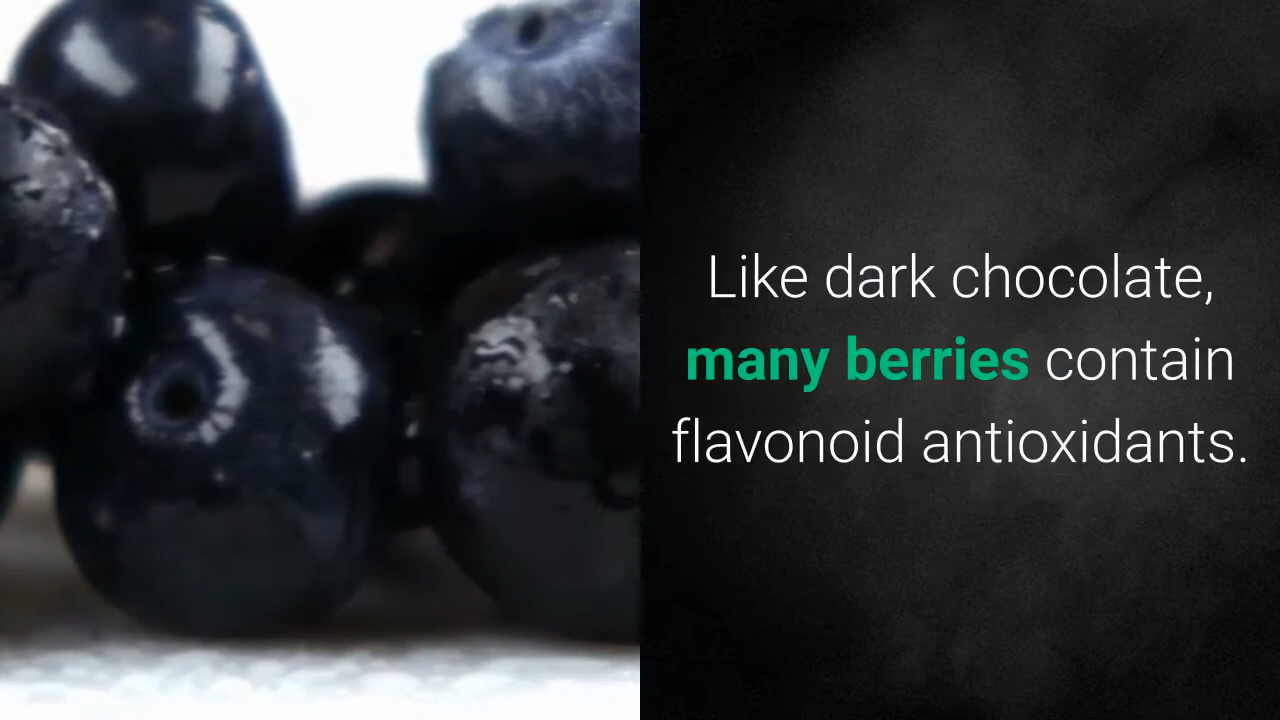 Like dark chocolate,
many berries contain
flavonoid antioxidants.